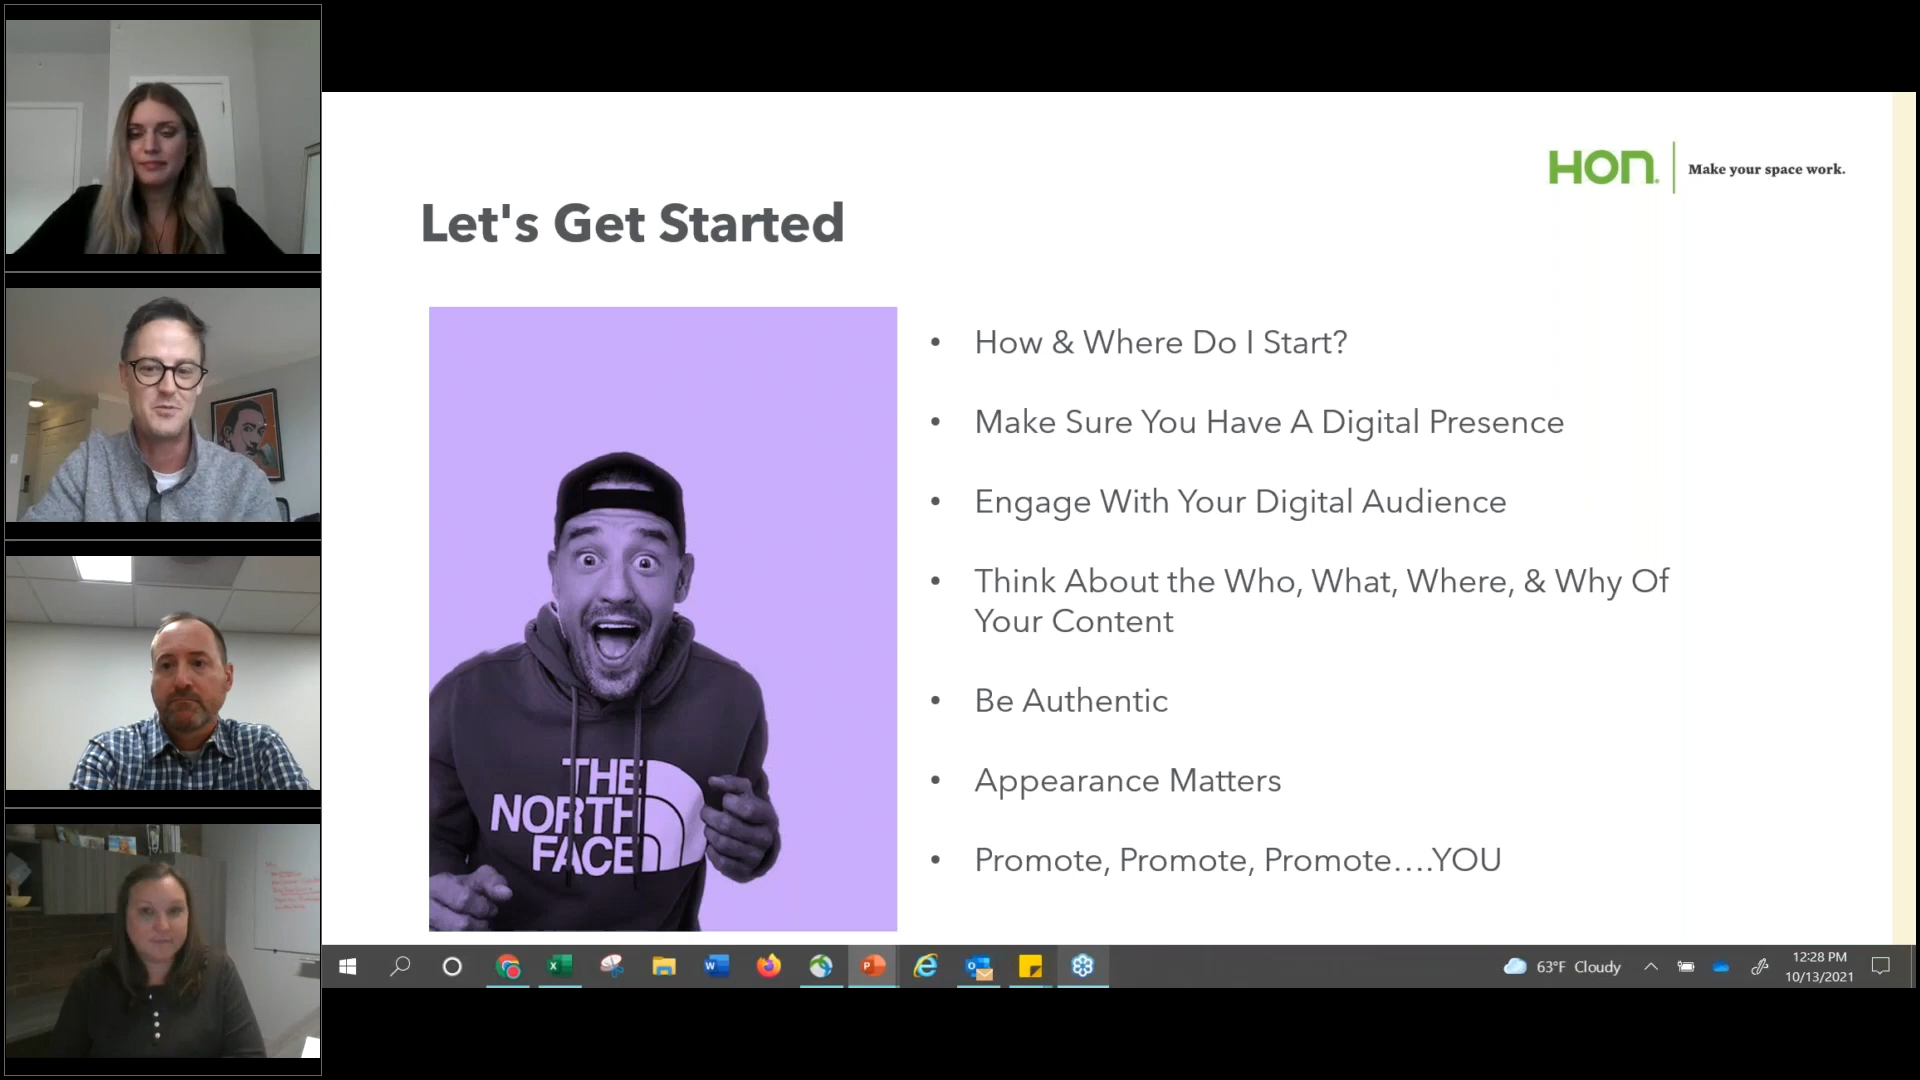 HON
Make your space work.
Let's Get Started
• How & Where Do I Start?
• Make Sure You Have A Digital Presence
• Engage With Your Digital Audience
• Think About the Who, What, Where, & Why Of
Your Content
• Be Authentic
• Appearance Matters
• Promote, Promote, Promote....YOU
THE
NORTH
FACE
63°F Cloudy
12:28 PM
10/13/2021